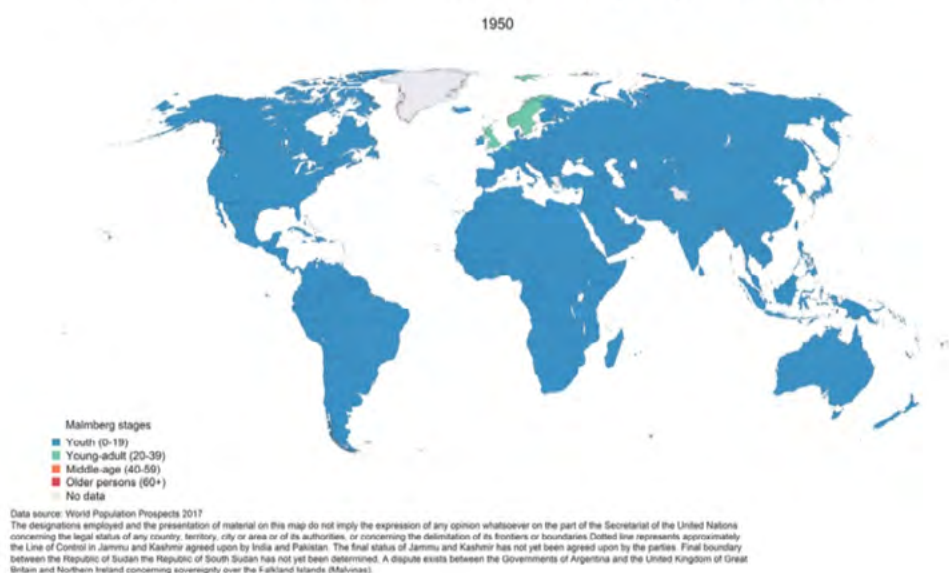 1950
Malmberg stages
Youth (0-19)
Young-adult (20-39)
Middle-age (40-59)
Older persons (60+)
No data
Data source: World Population Prospects 2017
The designations employed and the presentation of material on this map do not imply the expression of any opinion whatsoever on the part of the Secretariat of the United Nations
concerning the legal status of any country, territory, city or area or of its authorities, or concerning the delimitation of its frontiers or boundaries.Dotted line represents approximately
the Line of Control in Jammu and Kashmir agreed upon by India and Pakistan. The final status of Jammu and Kashmir has not yet been agreed upon by the parties. Final boundary
between the Republic of Sudan the Republic of South Sudan has not yet been determined. A dispute exists between the Governments of Argentina and the United Kingdom of Great
Britain and Northern Ireland concerning sovereignty over the Falkland Islands (Malvinas).